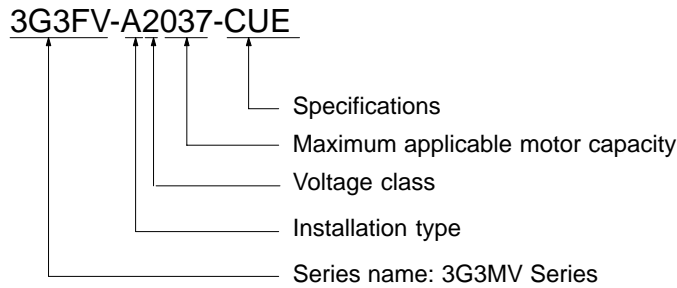 3G3FV-A2037-CUE
Specifications
Maximum applicable motor capacity
Voltage class
Installation type
Series name: 3G3MV Series